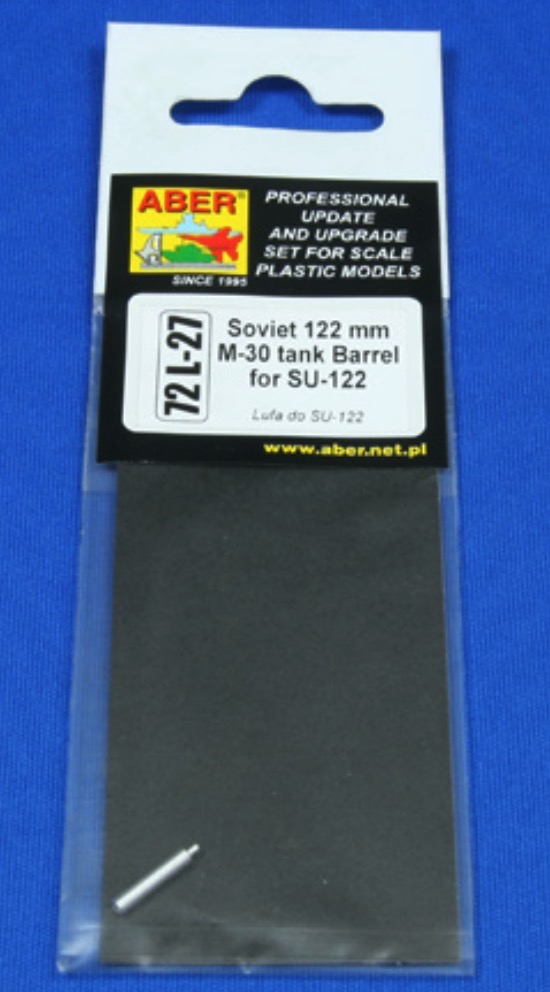 ABER®
SINCE 1995
PROFESSIONAL
UPDATE
AND UPGRADE
SET FOR SCALE
PLASTIC MODELS
72 L-27
Soviet 122 mm
M-30 tank Barrel
for SU-122
Lufa do SU-122
www.aber.net.pl